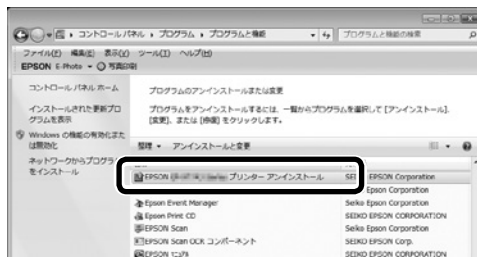 コントロール パネル ▸ プログラム ▸ プログラムと機能
プログラムと機能の検索
ファイル(F) 編集(E) 表示(V) ツール(T) ヘルプ(H)
EPSON E-Photo 写真印刷
コントロール パネル ホーム
インストールされた更新プログラムを表示
Windows の機能の有効化または無効化
ネットワークからプログラムをインストール
プログラムのアンインストールまたは変更
プログラムをアンインストールするには、一覧からプログラムを選択して [アンインストール]、
[変更]、または [修復] をクリックします。
整理 アンインストールと変更
EPSON プリンター アンインストール SEI EPSON Corporation
Epson Corporation
Epson Event Manager Seiko Epson Corporation
Epson Print CD SEIKO EPSON CORPORATION
EPSON Scan Seiko Epson Corporation
EPSON Scan OCR コンポーネント SEIKO EPSON Corp.
EPSON マニュアル SEIKO EPSON CORPORATION